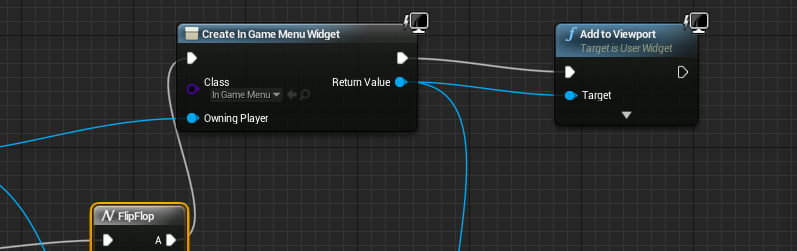 Create In Game Menu Widget
Class
In Game Menu
Return Value
Owning Player
f Add to Viewport
Target is User Widget
Target
FlipFlop
A